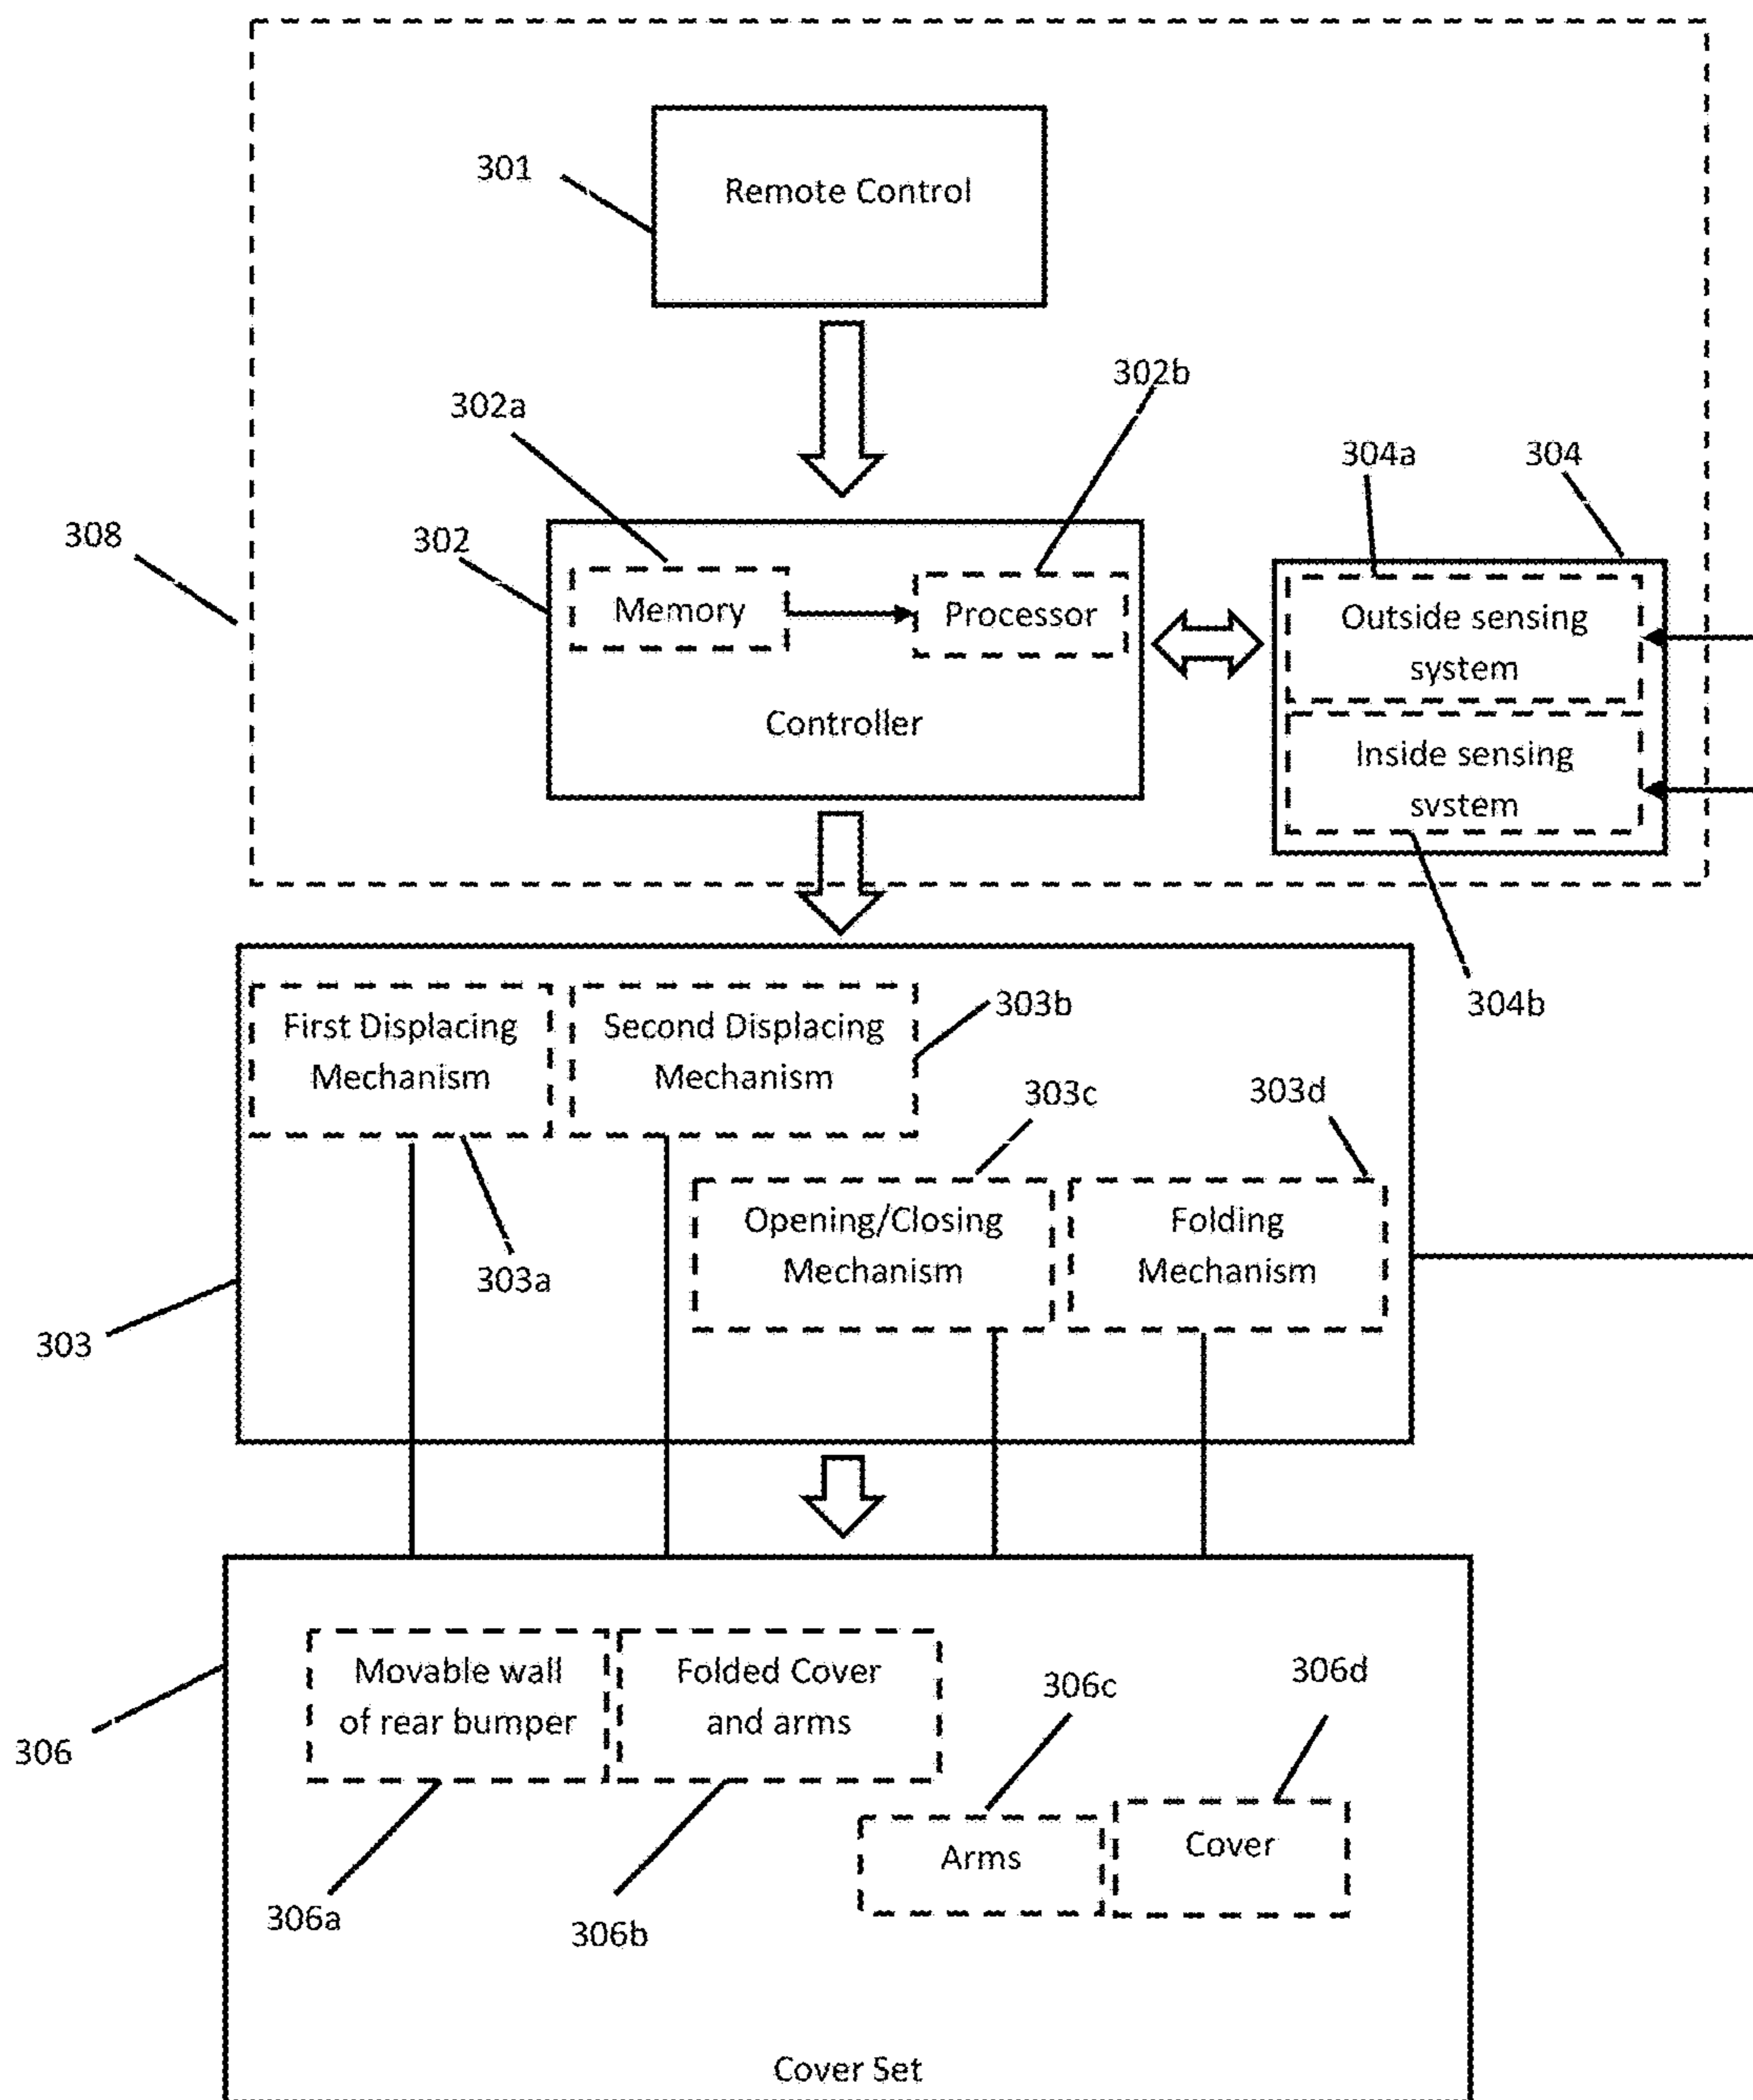 301
Remote Control
302b
302a
304a
304
308
302
Memory
Processor
Outside sensing
system
Controller
Inside sensing
svstem
304b
First Displacing
Mechanism
Second Displacing
Mechanism
303b
303c
303d
Opening/Closing
Mechanism
Folding
Mechanism
303a
303
Movable wall
of rear bumper
Folded Cover
and arms
306c
306d
306
Arms
Cover
306a
306b
Cover Set